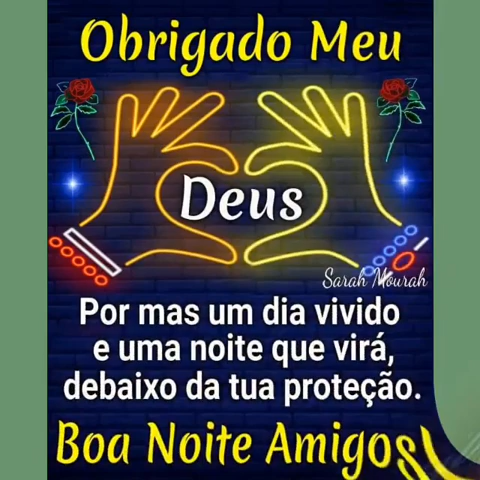 Obrigado Meu
Deus
Sarah Mourah
Por mas um dia vivido
e uma noite que virá,
debaixo da tua proteção.
Boa Noite Amigos!